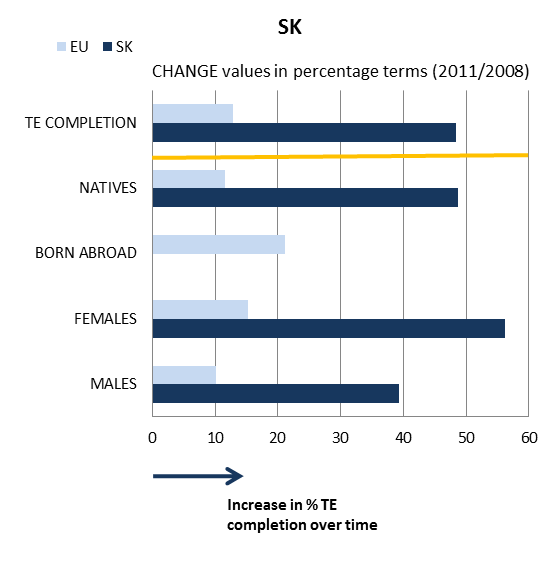 SK
EU SK
CHANGE values in percentage terms (2011/2008)
TE COMPLETION
NATIVES
BORN ABROAD
FEMALES
MALES
0 10 20 30 40 50 60
Increase in % TE
completion over time